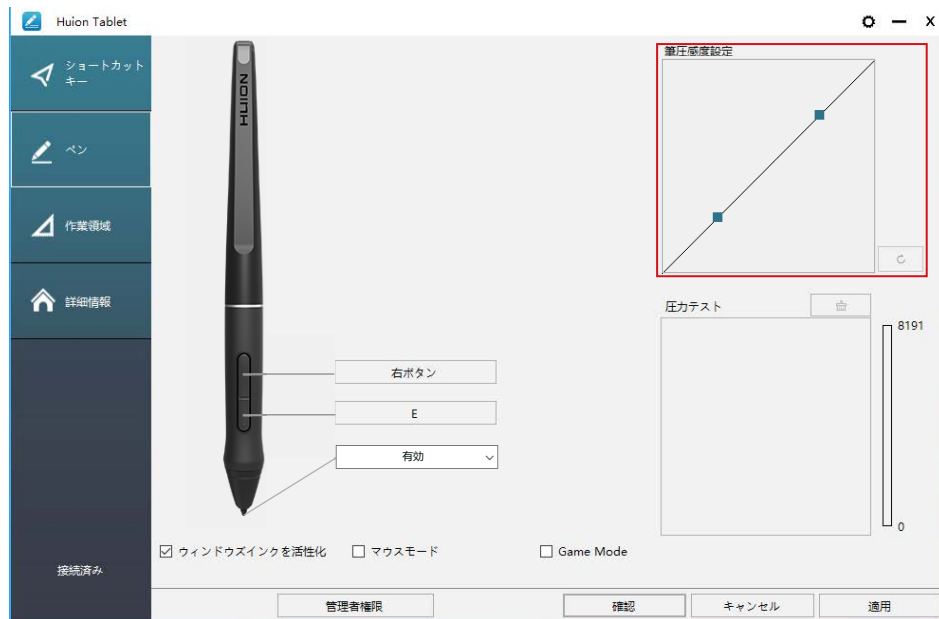 Huion Tablet
ショートカット
キー
ペン
作業領域
詳細情報
接続済み
HUION
右ボタン
E
有効
筆圧感度設定
圧力テスト
8191
0
ウィンドウズインクを活性化
マウスモード
Game Mode
管理者権限
確認
キャンセル
適用